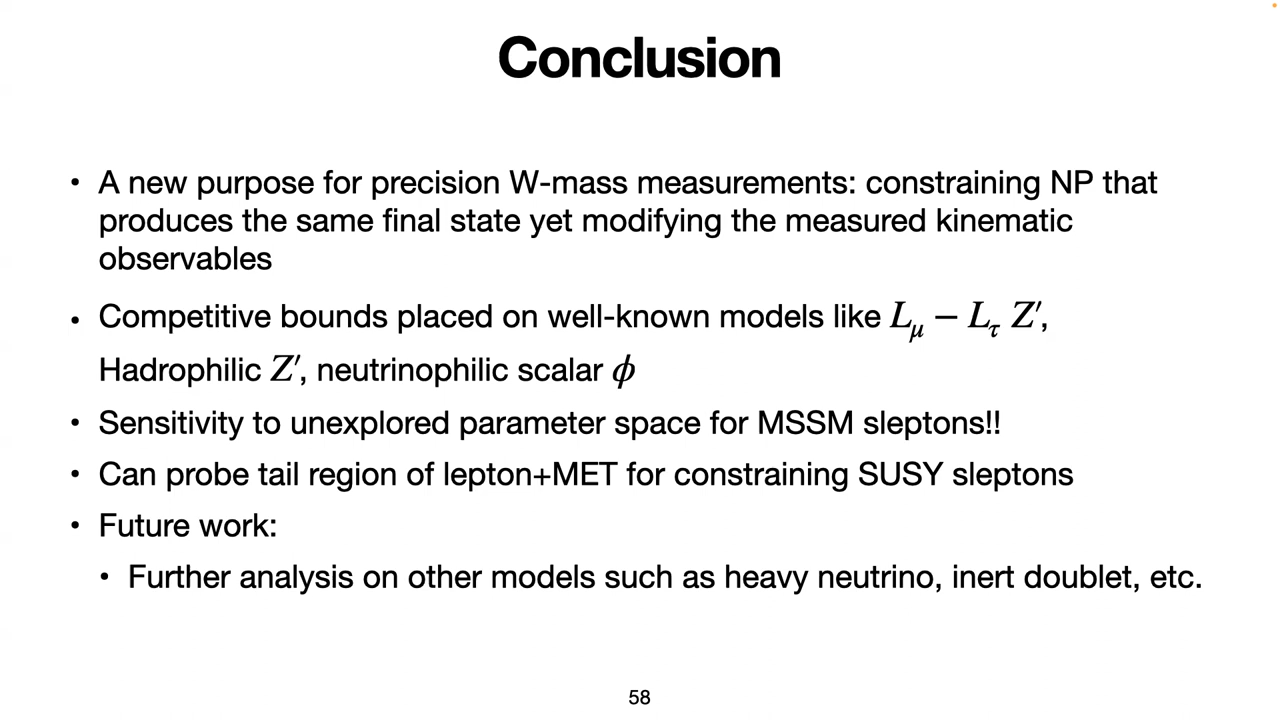 Conclusion
• A new purpose for precision W-mass measurements: constraining NP that
produces the same final state yet modifying the measured kinematic
observables
• Competitive bounds placed on well-known models like L_μ − L_τ Z′,
Hadrophilic Z′, neutrinophilic scalar ϕ
• Sensitivity to unexplored parameter space for MSSM sleptons!!
• Can probe tail region of lepton+MET for constraining SUSY sleptons
• Future work:
• Further analysis on other models such as heavy neutrino, inert doublet, etc.
58